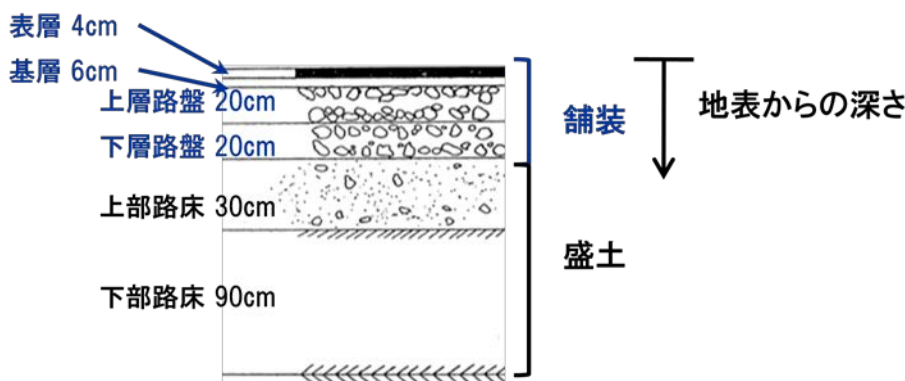 表層 4cm
基層 6cm
上層路盤 20cm
下層路盤 20cm
上部路床 30cm
下部路床 90cm
舗装
盛土
地表からの深さ